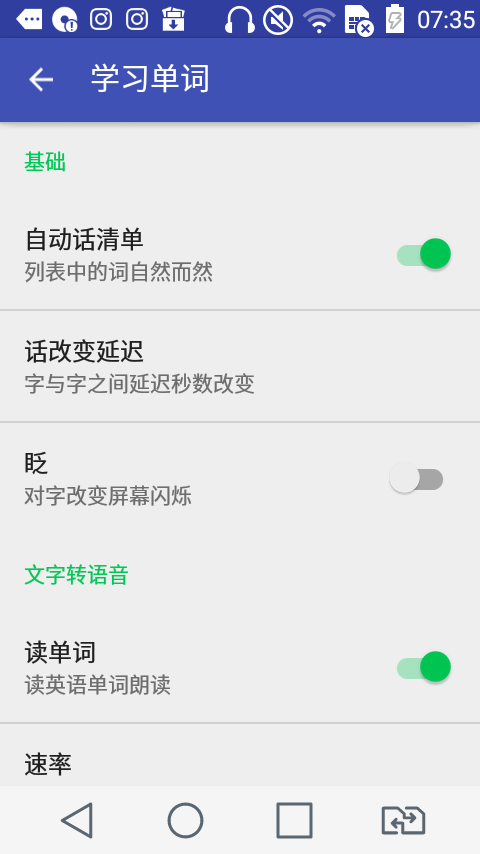 07:35
学习单词
基础
自动话清单
列表中的词自然而然
话改变延迟
字与字之间延迟秒数改变
眨
对字改变屏幕闪烁
文字转语音
读单词
读英语单词朗读
速率